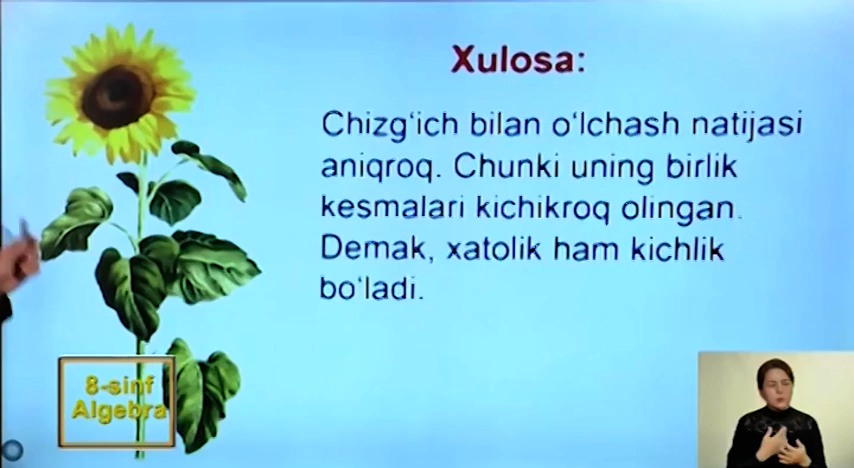 Xulosa:
Chizg‘ich bilan o‘lchash natijasi
aniqroq. Chunki uning birlik
kesmalari kichikroq olingan.
Demak, xatolik ham kichlik
bo‘ladi.
8-sinf
Algebra